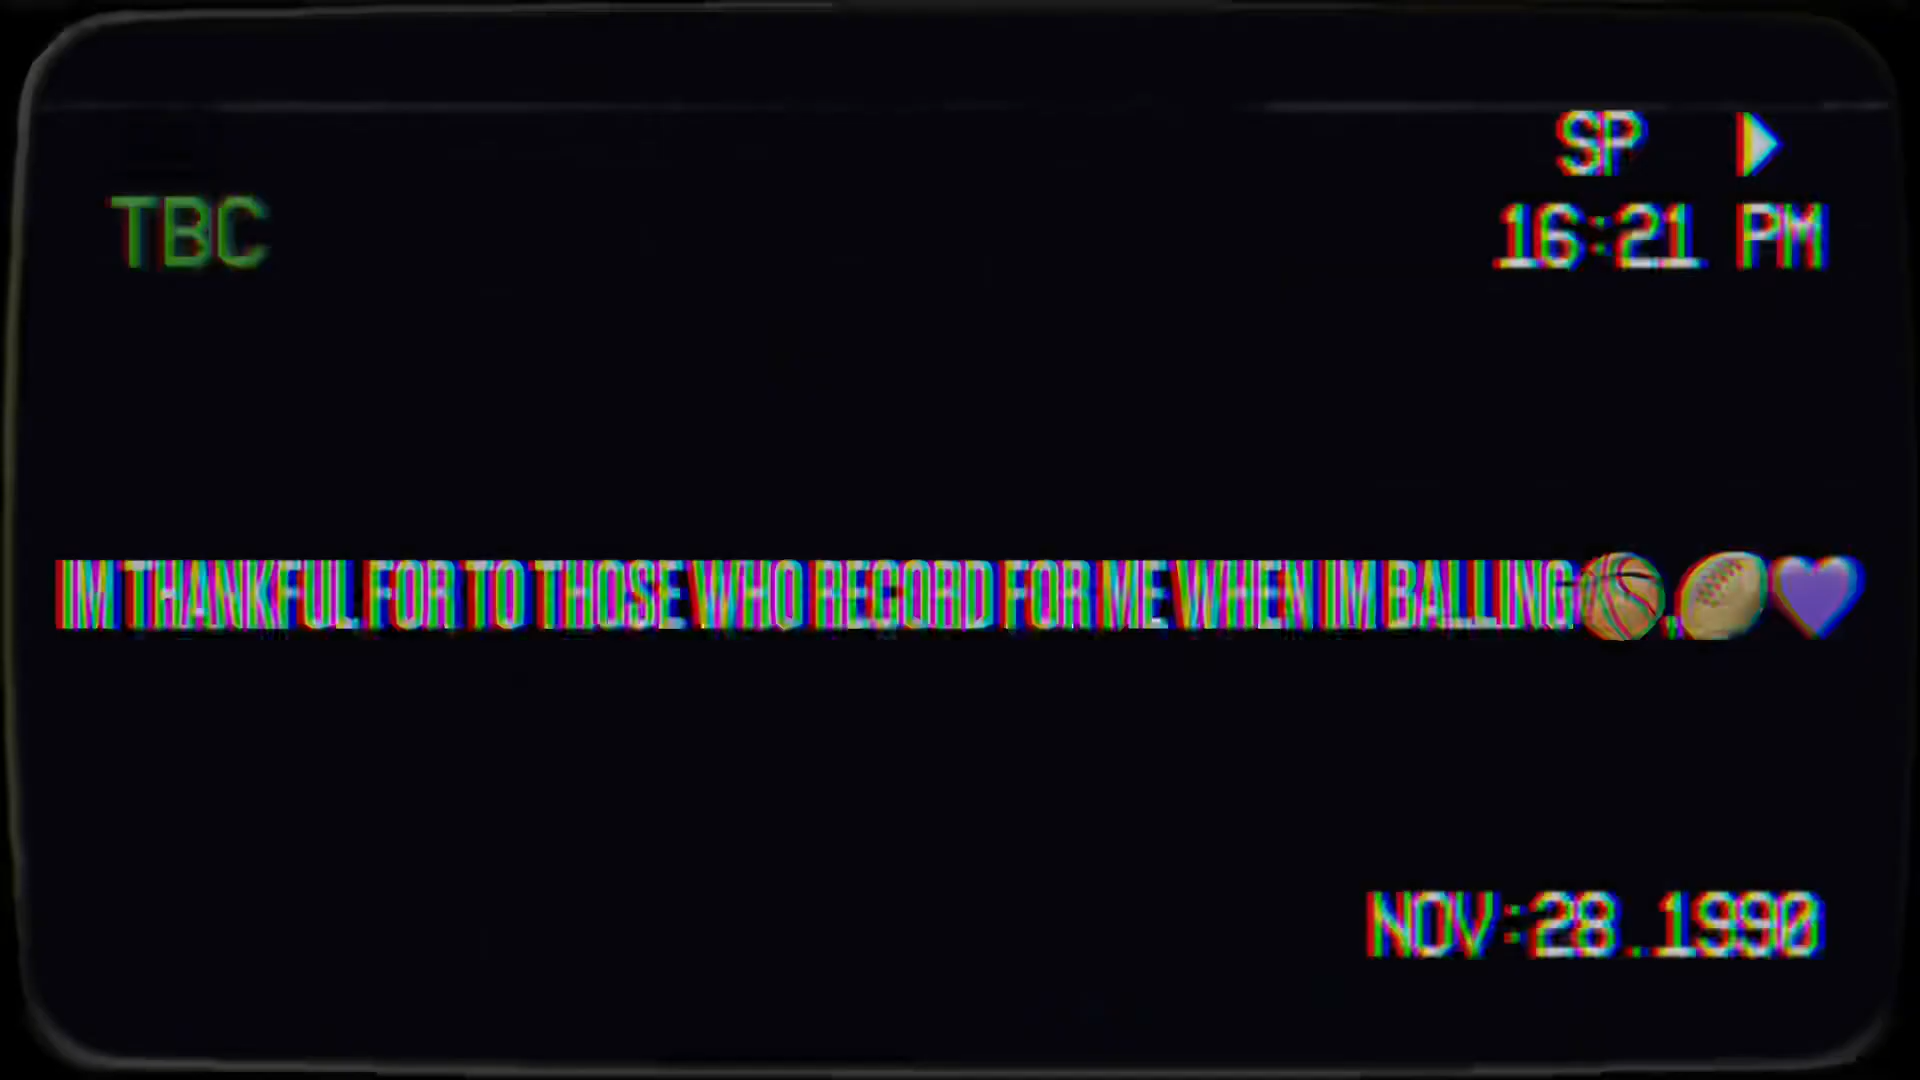 SP
TBC
16:21 PM
IM THANKFUL FOR TO THOSE WHO RECORD FOR ME WHEN IM BALLING🏀,🏈💜
NOV:28.1990